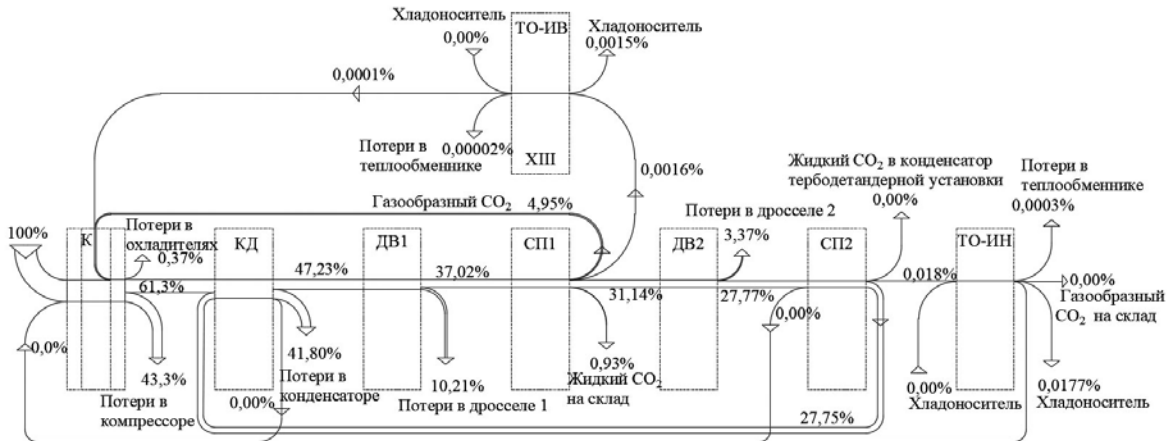 Хладоноситель
0,00%
ТО-ИВ
Хладоноситель
0,0015%
0,0001%
Потери в
теплообменнике
0,00002%
XIII
0,0016%
Жидкий CO₂ в конденсатор
тербодетандерной установки
0,00%
Потери в
теплообменнике
0,0003%
Газообразный CO₂
4,95%
Потери в дросселе 2
3,37%
100%
К
Потери в
охладителях
0,37%
КД
ДВ1
СП1
ДВ2
СП2
ТО-ИН
61,3%
47,23%
37,02%
31,14%
27,77%
0,00%
0,018%
0,00%
Газообразный
CO₂ на склад
0,0%
43,3%
Потери в
компрессоре
41,80%
Потери в
конденсаторе
0,00%
10,21%
Потери в дросселе 1
0,93%
Жидкий CO₂
на склад
27,75%
0,00%
Хладоноситель
0,0177%
Хладоноситель